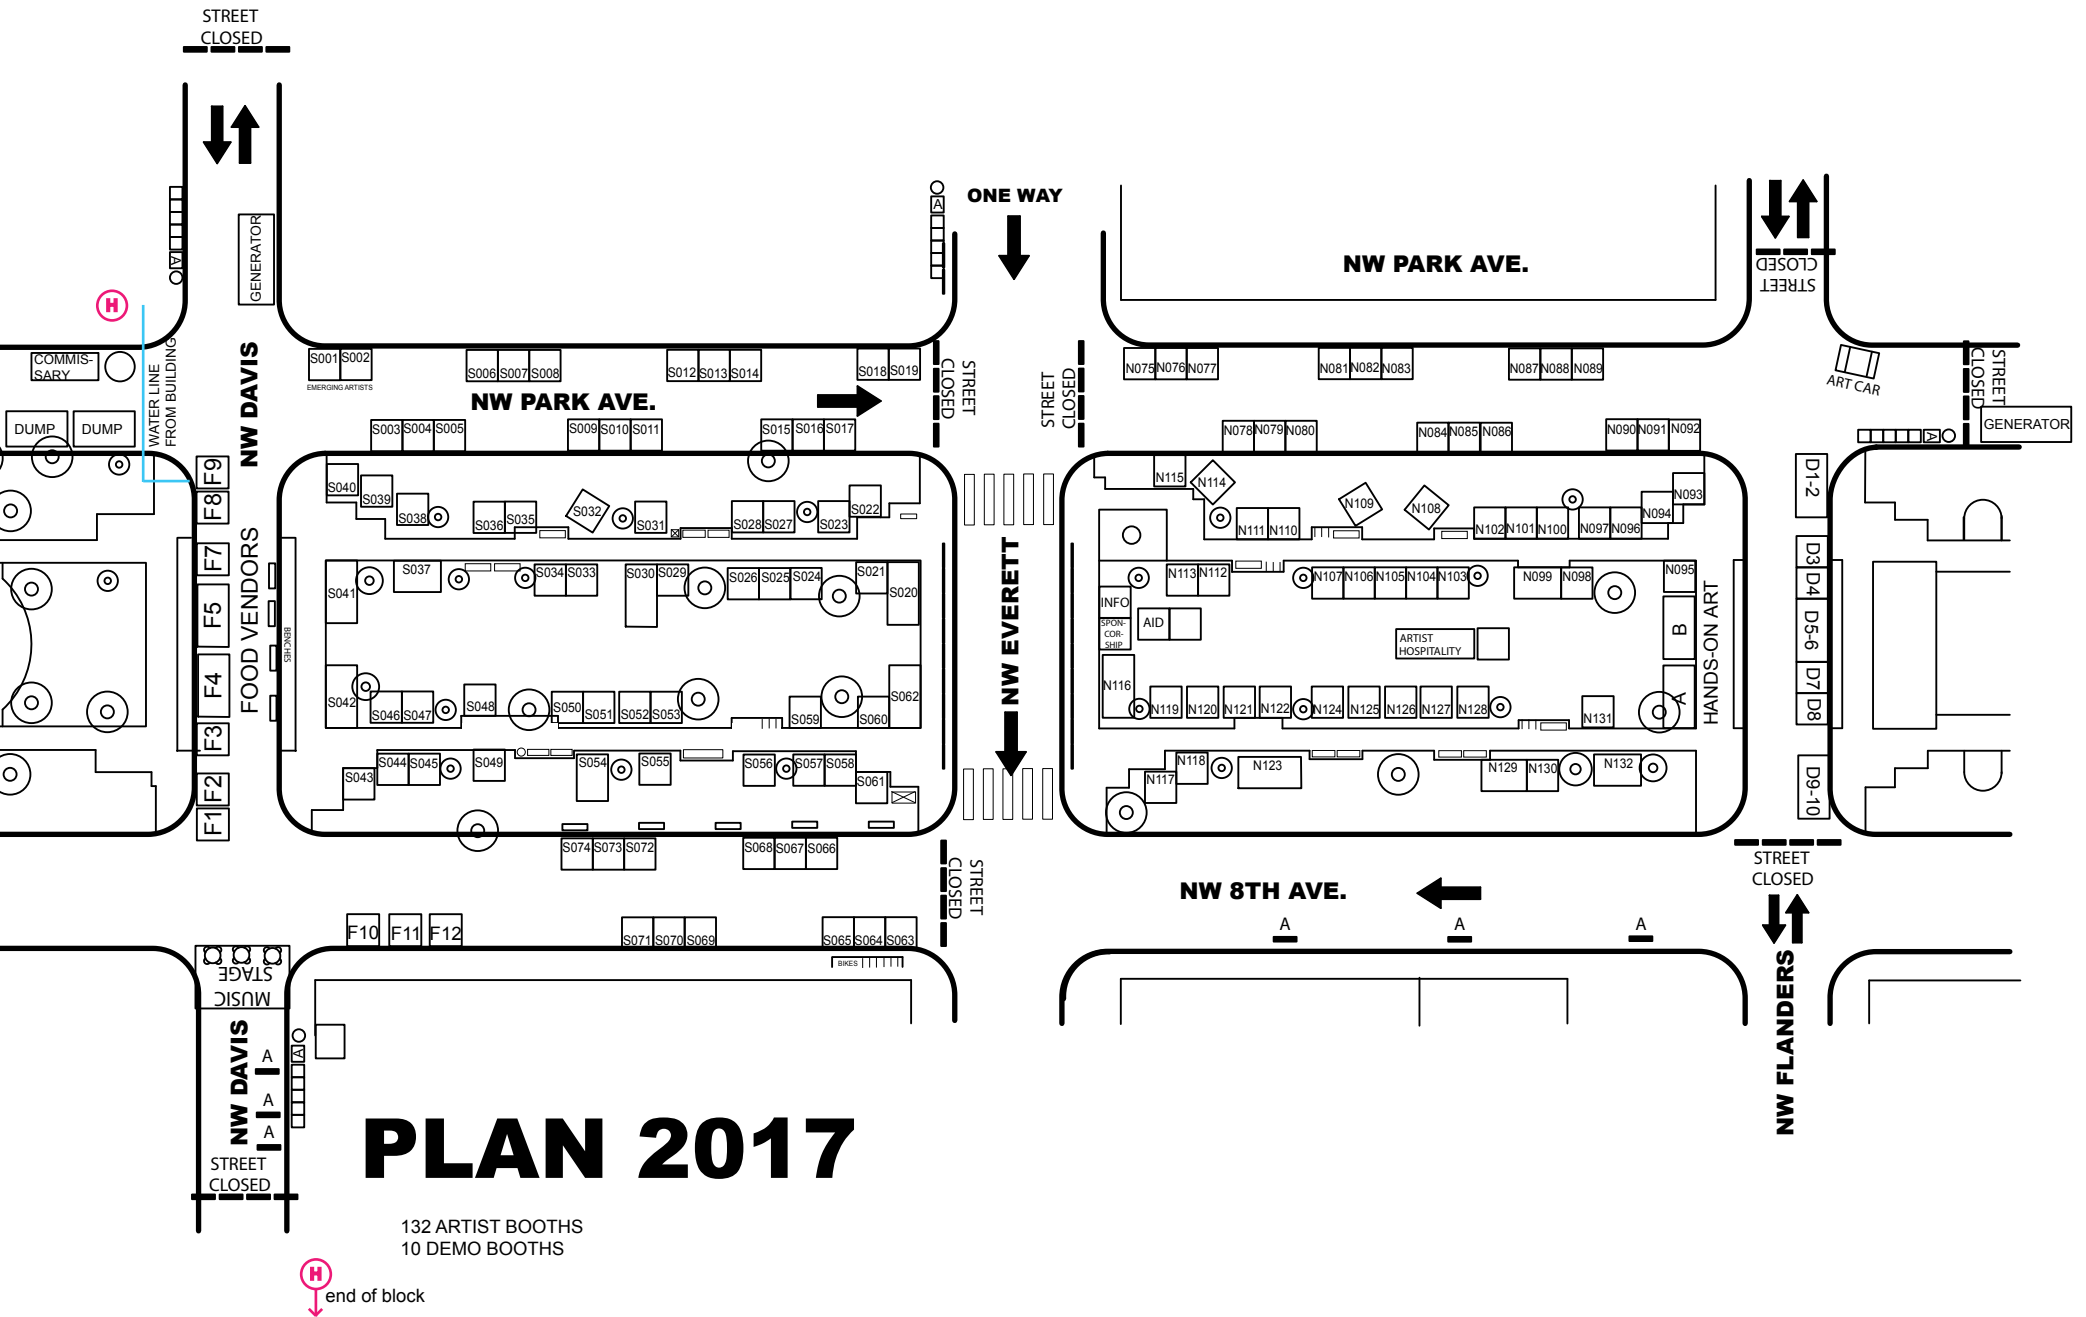 STREET
CLOSED
ONE WAY
A
GENERATOR
A
NW PARK AVE.
STREET
CLOSED
H
COMMIS-
SARY
WATER LINE
FROM BUILDING
NW DAVIS
S001 S002
EMERGING ARTISTS
S006 S007 S008
S012 S013 S014
S018 S019
STREET
CLOSED
STREET
CLOSED
N075 N076 N077
N081 N082 N083
N087 N088 N089
ART CAR
STREET
CLOSED
GENERATOR
A
DUMP
DUMP
NW PARK AVE.
S003 S004 S005
S009 S010 S011
S015 S016 S017
N078 N079 N080
N084 N085 N086
N090 N091 N092
F9
F8
F7
F5
F4
F3
F2
F1
FOOD VENDORS
BENCHES
S040
S039
S038
S036 S035
S032
S031
S028 S027
S023
S022
N115
N114
N111 N110
N109
N108
N102 N101 N100
N097 N096
N094
N093
D1-2
D3
D4
D5-6
D7
D8
D9-10
S041
S037
S034 S033
S030 S029
S026 S025 S024
S021
S020
NW EVERETT
N113 N112
N107 N106 N105 N104 N103
N099 N098
N095
INFO
SPON-
COR-
SHIP
AID
ARTIST
HOSPITALITY
B
A
HANDS-ON ART
S042
S046 S047
S048
S050
S051
S052 S053
S059
S060
S062
N116
N119 N120 N121 N122
N124 N125 N126 N127 N128
N131
S043
S044 S045
S049
S054
S055
S056
S057 S058
S061
N117
N118
N123
N129 N130
N132
S074 S073 S072
S068 S067 S066
STREET
CLOSED
STREET
CLOSED
NW 8TH AVE.
A
A
A
F10
F11
F12
S071 S070 S069
S065 S064 S063
BIKES
MUSIC
STAGE
NW FLANDERS
NW DAVIS
A
A
A
A
STREET
CLOSED
PLAN 2017
132 ARTIST BOOTHS
10 DEMO BOOTHS
H
end of block